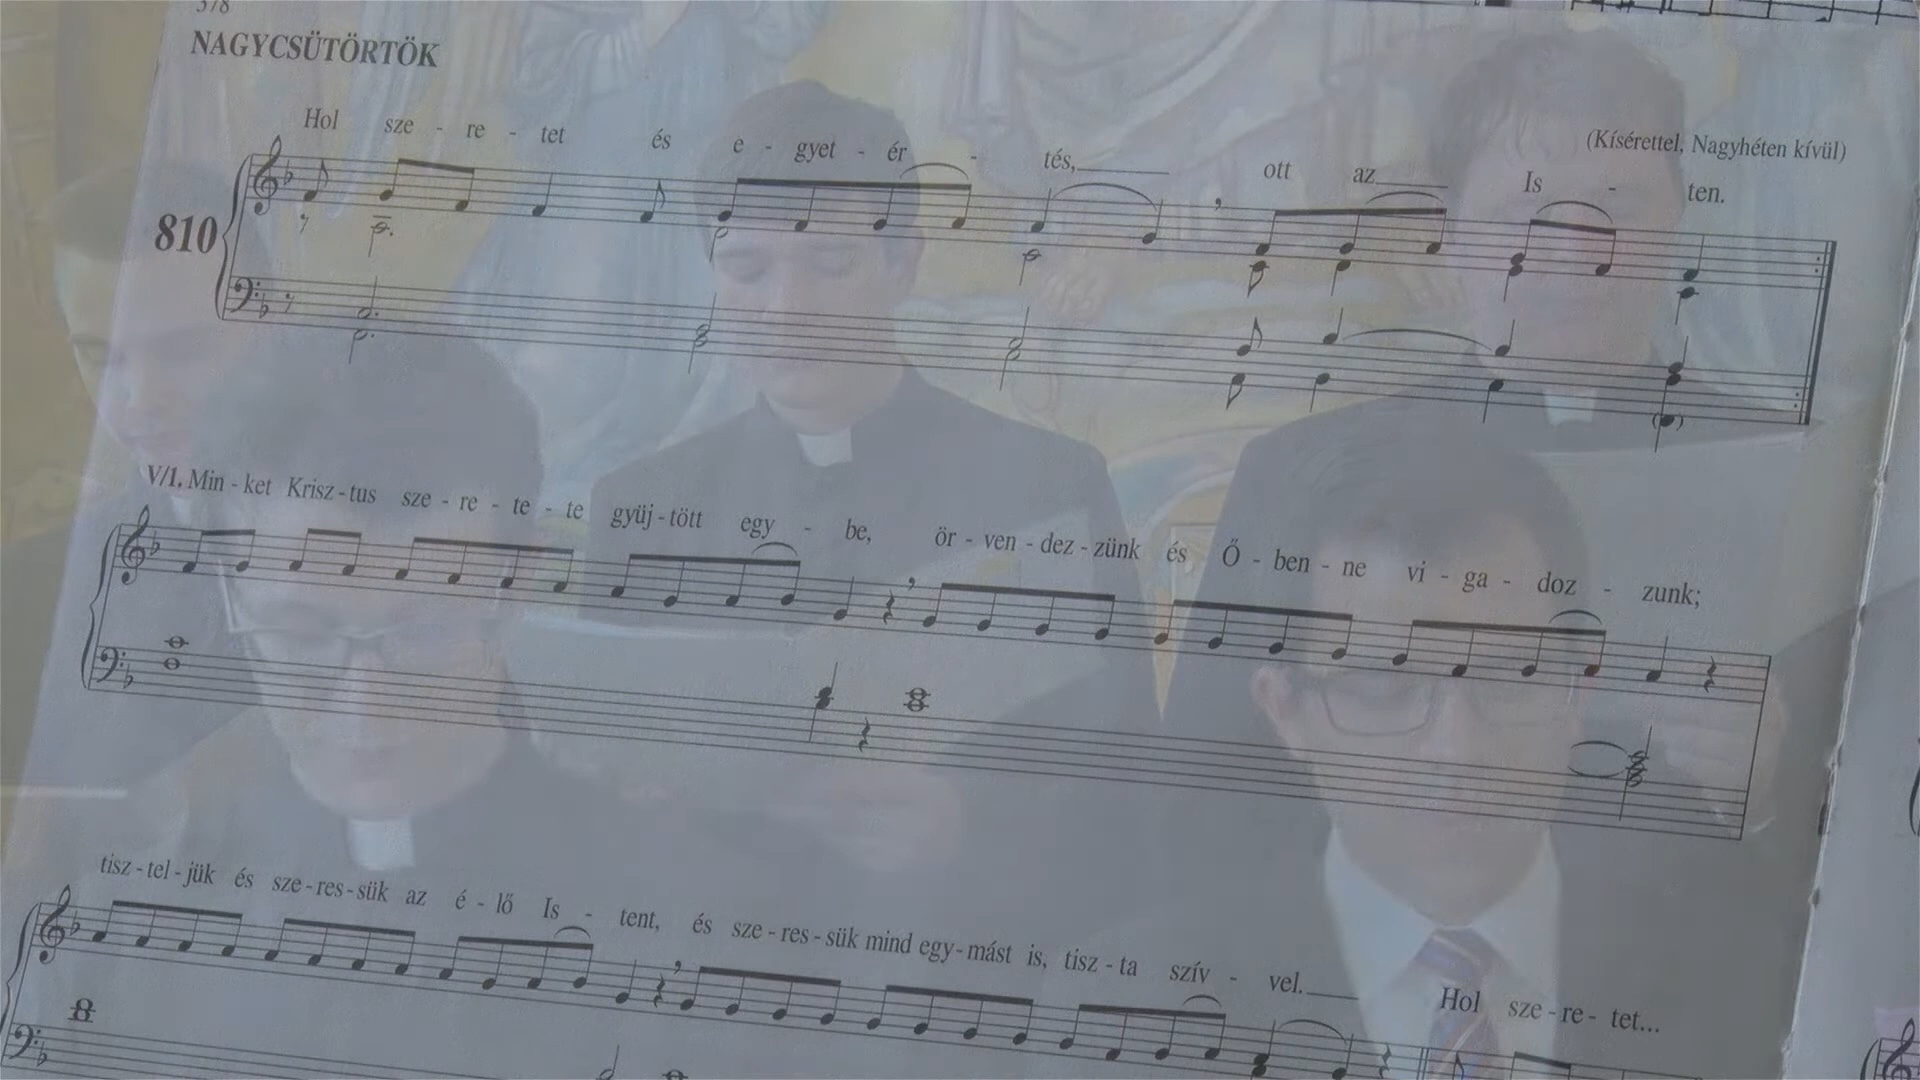 378
NAGYCSÜTÖRTÖK
(Kísérettel, Nagyhéten kívül)
Hol sze - re - tet és e - gyet - ér - tés, ott az Is - ten.
810
V/1. Min - ket Krisz - tus sze - re - te - te gyüj - tött egy - be, ör - ven - dez - zünk és Ő - ben - ne vi - ga - doz - zunk;
tisz - tel - jük és sze - res - sük az é - lő Is - tent, és sze - res - sük mind egy - mást is, tisz - ta szív - vel. Hol sze - re - tet...